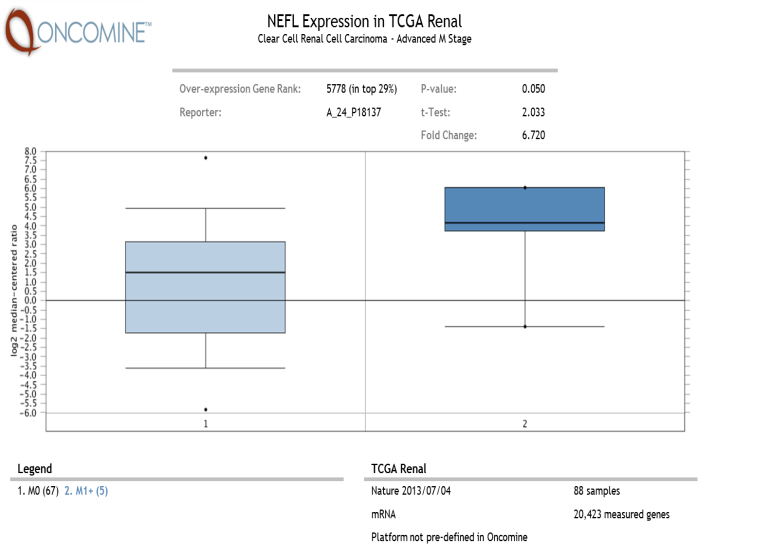 ONCOMINE™
NEFL Expression in TCGA Renal
Clear Cell Renal Cell Carcinoma - Advanced M Stage
Over-expression Gene Rank: 5778 (in top 29%) P-value: 0.050
Reporter: A_24_P18137 t-Test: 2.033
Fold Change: 6.720
log2 median-centered ratio
8.0
7.5
7.0
6.5
6.0
5.5
5.0
4.5
4.0
3.5
3.0
2.5
2.0
1.5
1.0
0.5
0.0
-0.5
-1.0
-1.5
-2.0
-2.5
-3.0
-3.5
-4.0
-4.5
-5.0
-5.5
-6.0
1 2
Legend
1. M0 (67) 2. M1+ (5)
TCGA Renal
Nature 2013/07/04 88 samples
mRNA 20,423 measured genes
Platform not pre-defined in Oncomine